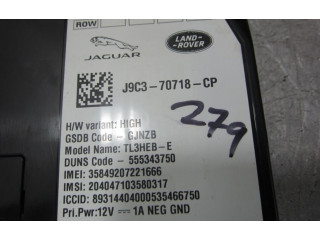 ROW
JAGUAR
LAND-ROVER
J9C3-70718-CP
279
H/W variant: HIGH
GSDB Code - GJNZB
Model Name: TL3HEB-E
DUNS Code - 555343750
IMEI: 35849207221666
IMSI: 204047103580317
ICCID: 89314404000535466750
Pri.Pwr:12V — 1A NEG GND